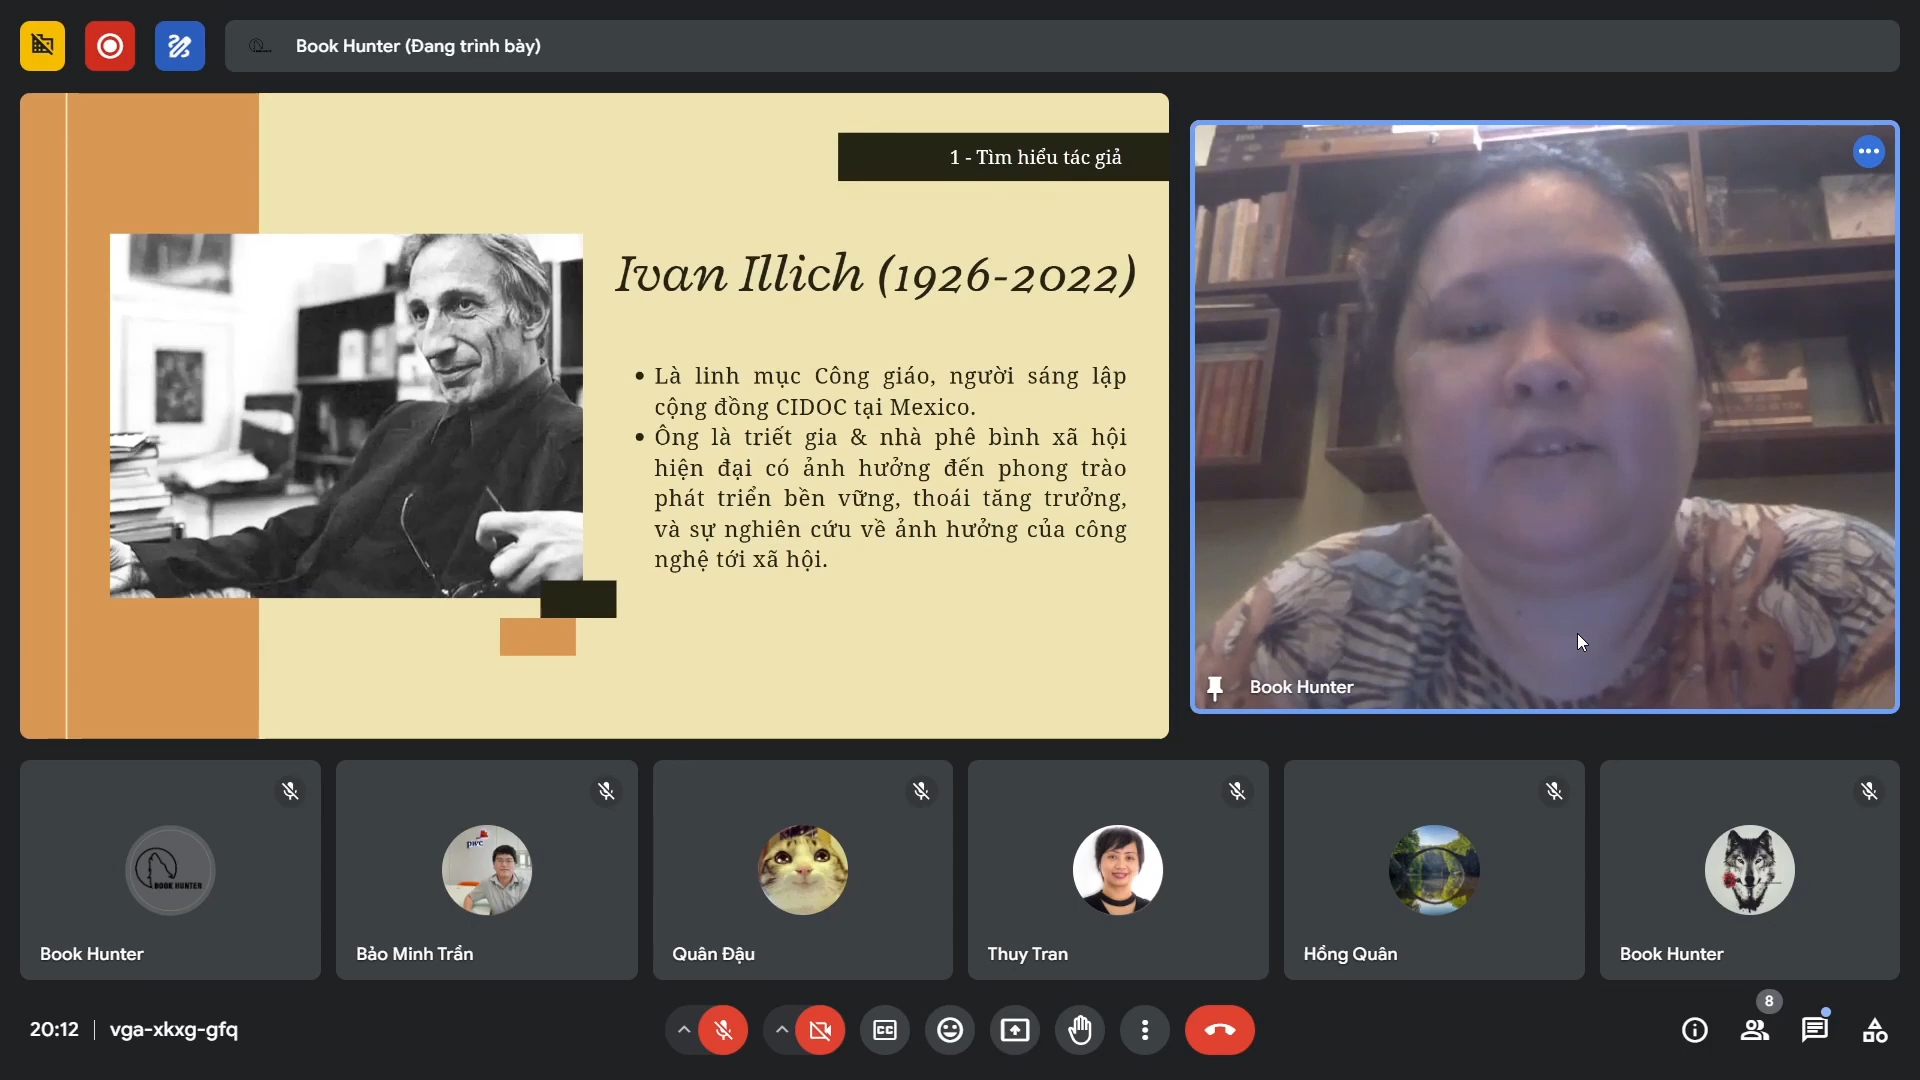 Book Hunter (Đang trình bày)
1 - Tìm hiểu tác giả
Ivan Illich (1926-2022)
• Là linh mục Công giáo, người sáng lập
cộng đồng CIDOC tại Mexico.
• Ông là triết gia & nhà phê bình xã hội
hiện đại có ảnh hưởng đến phong trào
phát triển bền vững, thoái tăng trưởng,
và sự nghiên cứu về ảnh hưởng của công
nghệ tới xã hội.
Book Hunter
BOOK HUNTER
pwc
Book Hunter
Bảo Minh Trần
Quân Đậu
Thuy Tran
Hồng Quân
Book Hunter
20:12 | vga-xkxg-gfq
CC
8